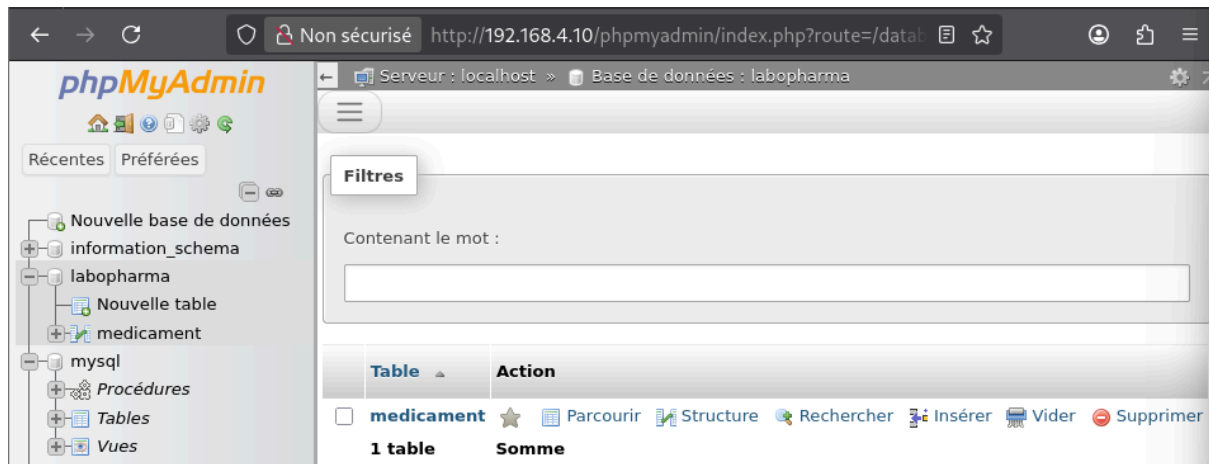 Non sécurisé http://192.168.4.10/phpmyadmin/index.php?route=/datab
phpMyAdmin
Récentes Préférées
Nouvelle base de données
information_schema
labopharma
Nouvelle table
medicament
mysql
Procédures
Tables
Vues
Serveur : localhost » Base de données : labopharma
Filtres
Contenant le mot :
Table Action
medicament Parcourir Structure Rechercher Insérer Vider Supprimer
1 table Somme